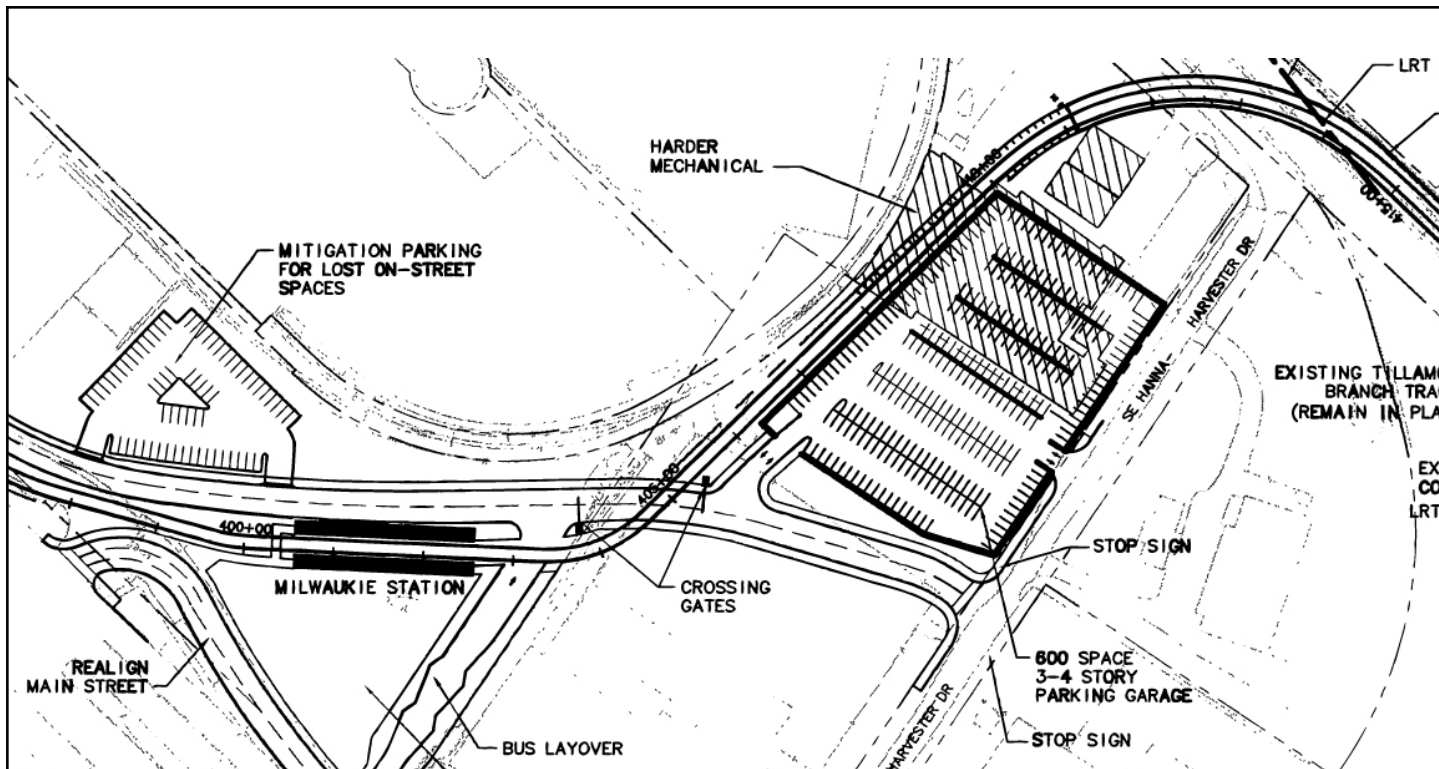 LRT
HARDER
MECHANICAL
410+00
415+00
MITIGATION PARKING
FOR LOST ON-STREET
SPACES
HARVESTER DR
SE HANNA-
EXISTING TILLAM
BRANCH TRA
(REMAIN IN PLA
EX
CO
LRT
405+00
400+00
MILWAUKIE STATION
CROSSING
GATES
STOP SIGN
REALIGN
MAIN STREET
600 SPACE
3-4 STORY
PARKING GARAGE
HARVESTER DR
BUS LAYOVER
STOP SIGN